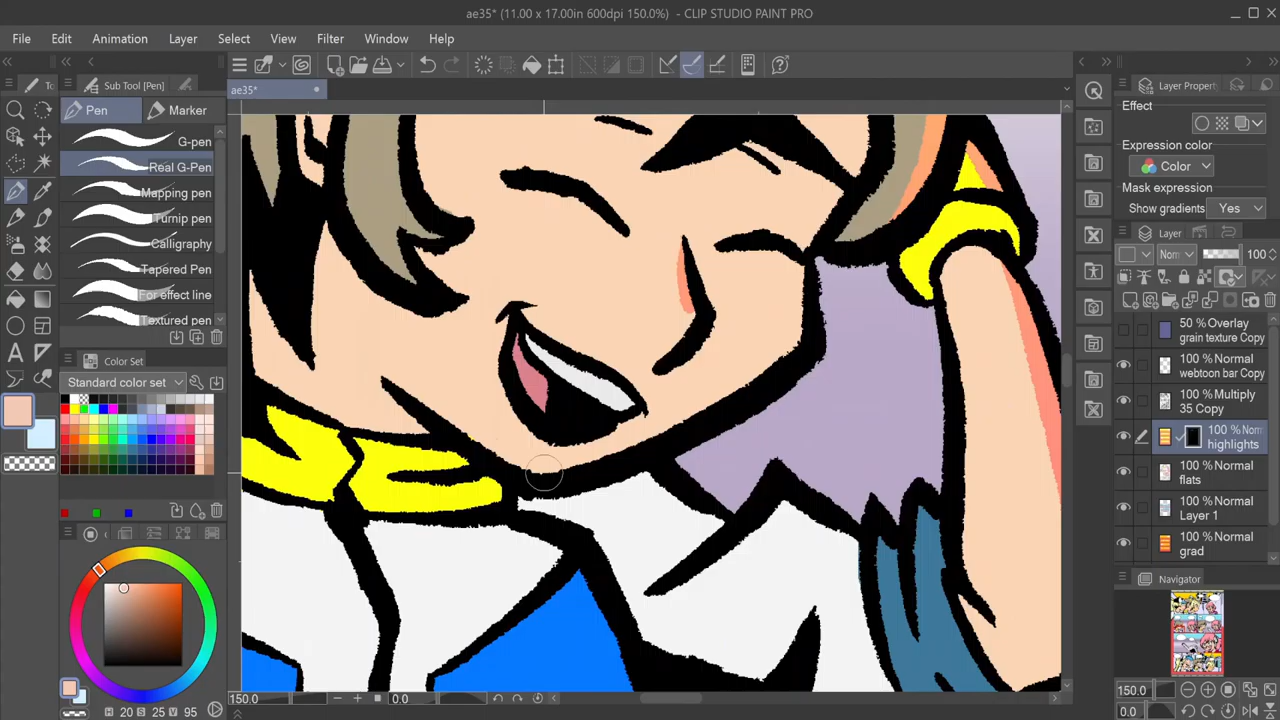 ae35* (11.00 x 17.00in 600dpi 150.0%) - CLIP STUDIO PAINT PRO
File Edit Animation Layer Select View Filter Window Help
Sub Tool [Pen]
ae35*
Layer Propert
Pen Marker
Effect
G-pen
Real G-Pen
Expression color
Mapping pen
Color
Turnip pen
Mask expression
Calligraphy
Show gradients Yes
Tapered Pen
Layer
For effect line
Norm 100
Textured pen
50 % Overlay
grain texture Copy
Color Set
100 % Normal
webtoon bar Copy
Standard color set
100 % Multiply
35 Copy
100 % Norm
highlights
100 % Normal
flats
100 % Normal
Layer 1
100 % Normal
grad
Navigator
150.0 0.0
150.0
H 20 S 25 V 95
0.0